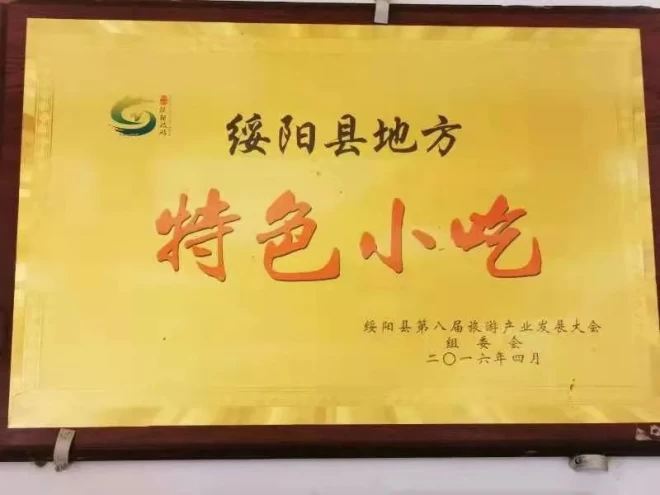 绥阳县地方
特色小吃
绥阳县第八届旅游产业发展大会
组委会
二〇一六年四月